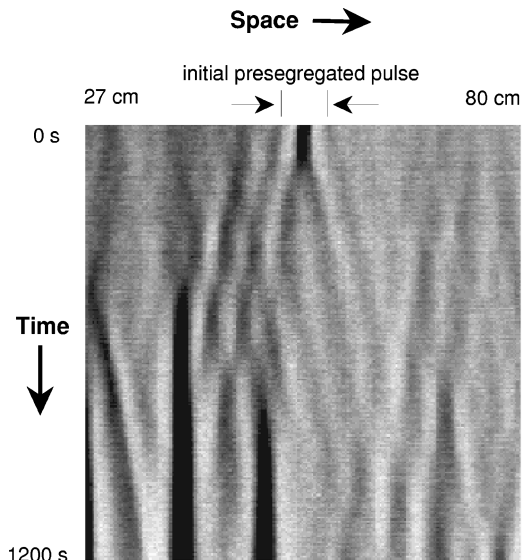 Space
initial presegregated pulse
27 cm
80 cm
0 s
Time
1200 s